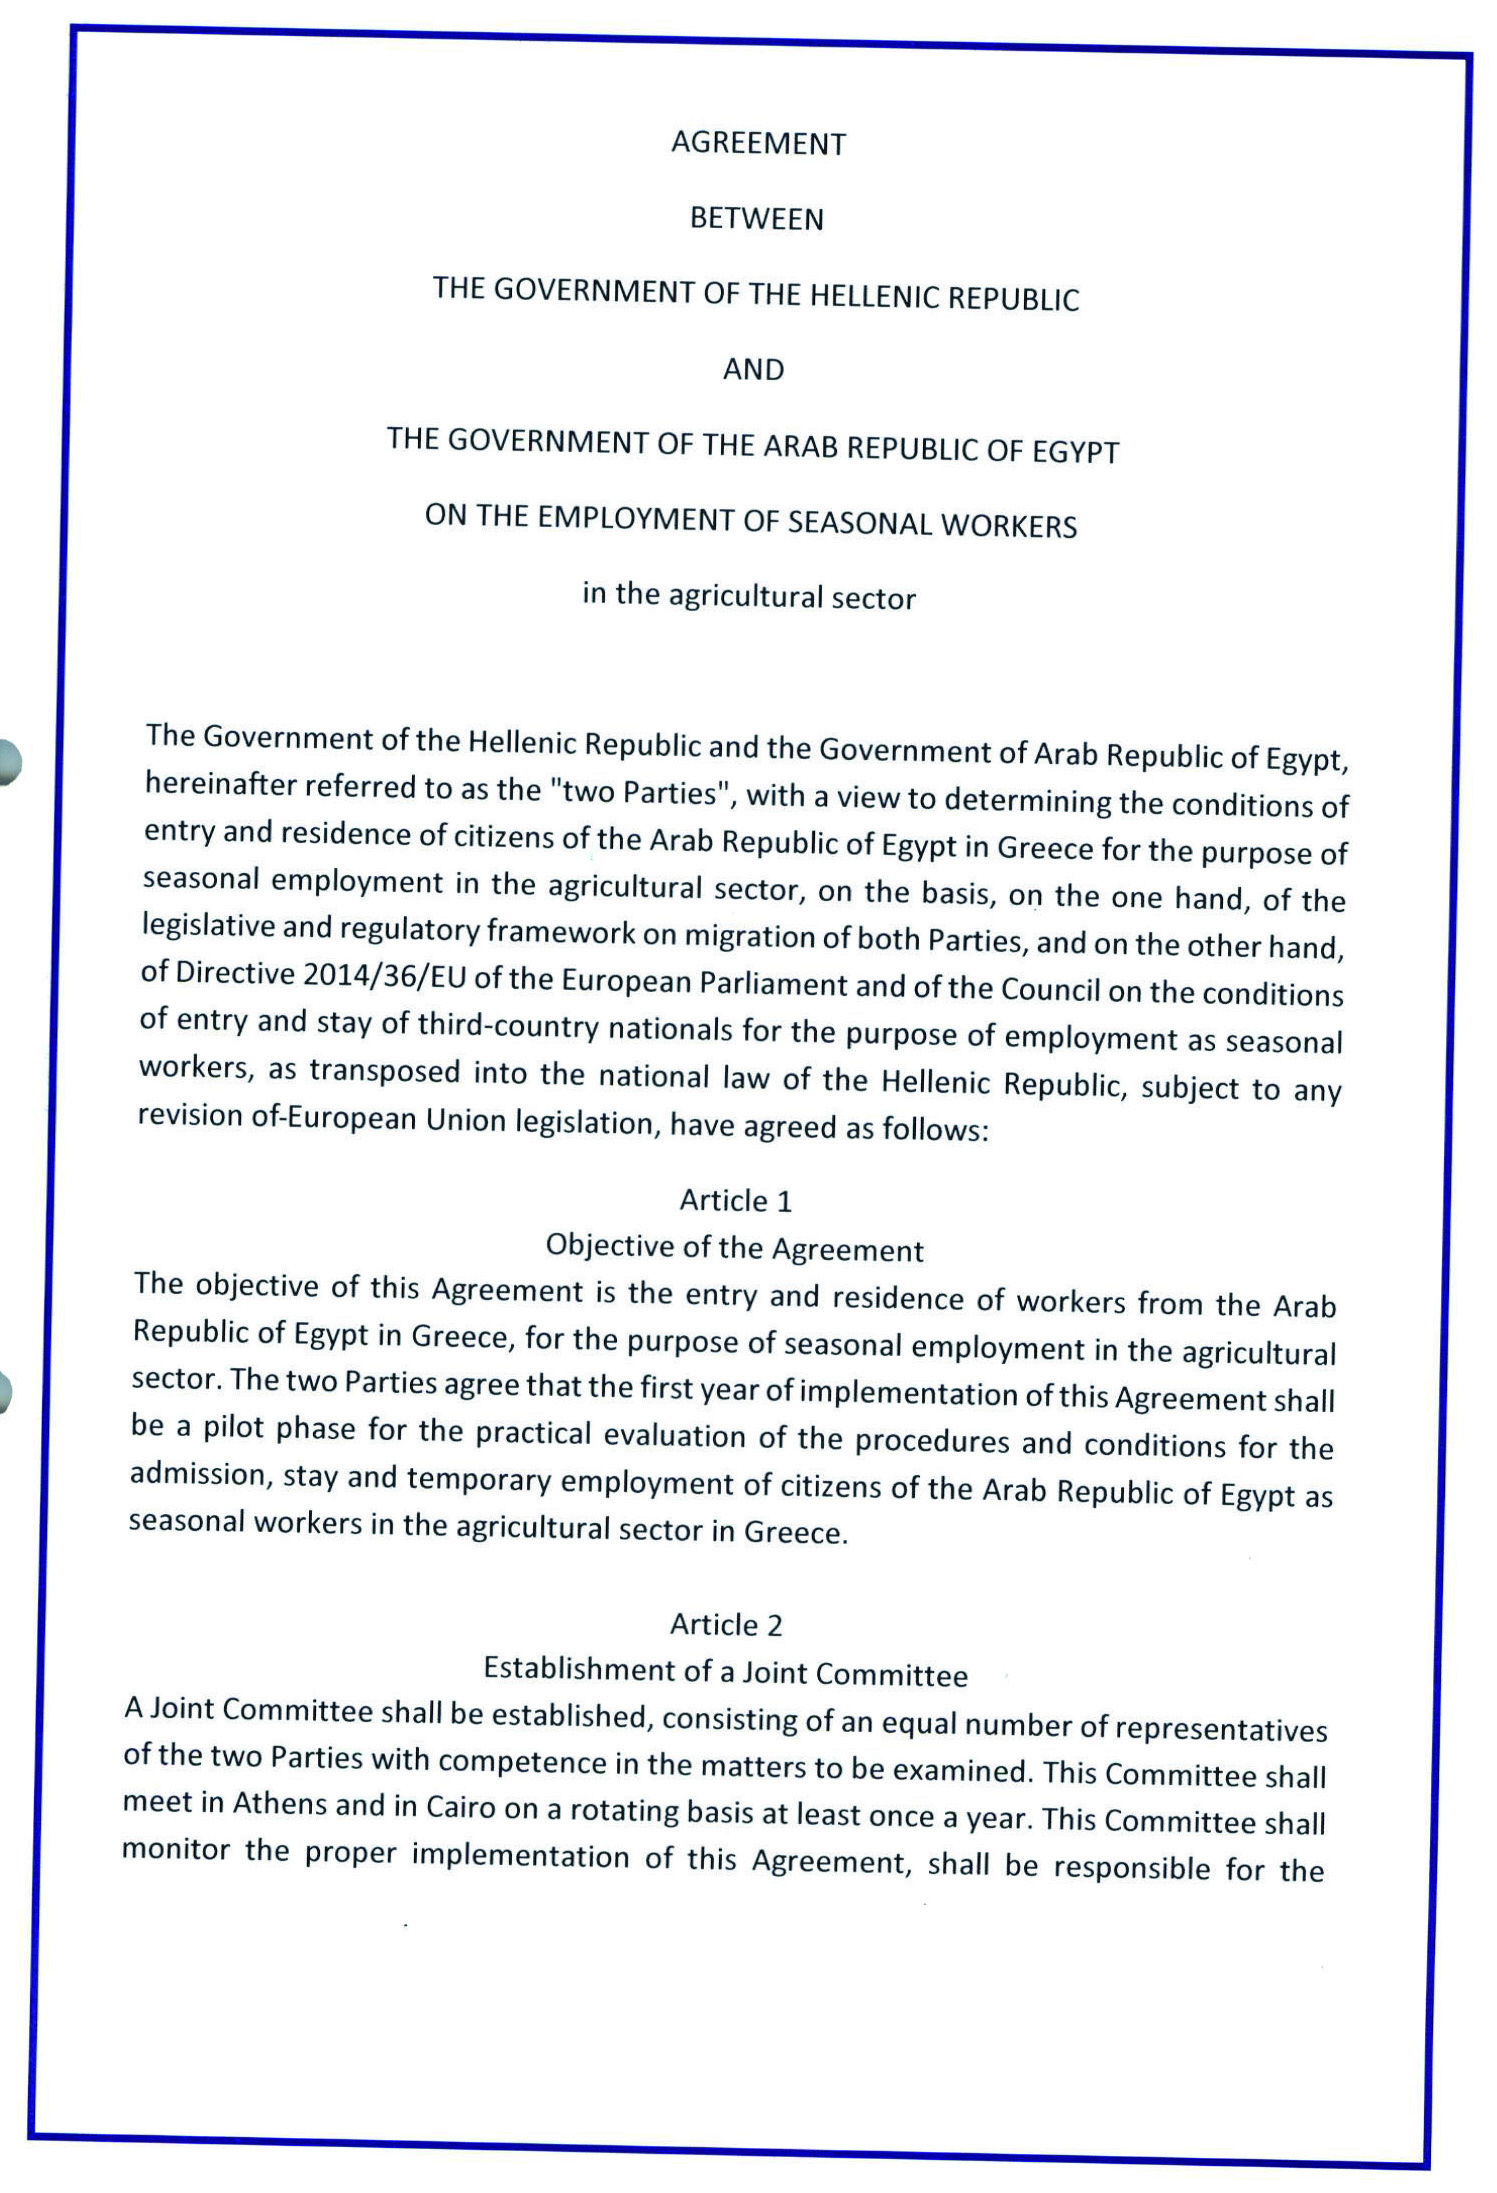 AGREEMENT
BETWEEN
THE GOVERNMENT OF THE HELLENIC REPUBLIC
AND
THE GOVERNMENT OF THE ARAB REPUBLIC OF EGYPT
ON THE EMPLOYMENT OF SEASONAL WORKERS
in the agricultural sector
The Government of the Hellenic Republic and the Government of Arab Republic of Egypt,
hereinafter referred to as the "two Parties", with a view to determining the conditions of
entry and residence of citizens of the Arab Republic of Egypt in Greece for the purpose of
seasonal employment in the agricultural sector, on the basis, on the one hand, of the
legislative and regulatory framework on migration of both Parties, and on the other hand,
of Directive 2014/36/EU of the European Parliament and of the Council on the conditions
of entry and stay of third-country nationals for the purpose of employment as seasonal
workers, as transposed into the national law of the Hellenic Republic, subject to any
revision of-European Union legislation, have agreed as follows:
Article 1
Objective of the Agreement
The objective of this Agreement is the entry and residence of workers from the Arab
Republic of Egypt in Greece, for the purpose of seasonal employment in the agricultural
sector. The two Parties agree that the first year of implementation of this Agreement shall
be a pilot phase for the practical evaluation of the procedures and conditions for the
admission, stay and temporary employment of citizens of the Arab Republic of Egypt as
seasonal workers in the agricultural sector in Greece.
Article 2
Establishment of a Joint Committee
A Joint Committee shall be established, consisting of an equal number of representatives
of the two Parties with competence in the matters to be examined. This Committee shall
meet in Athens and in Cairo on a rotating basis at least once a year. This Committee shall
monitor the proper implementation of this Agreement, shall be responsible for the